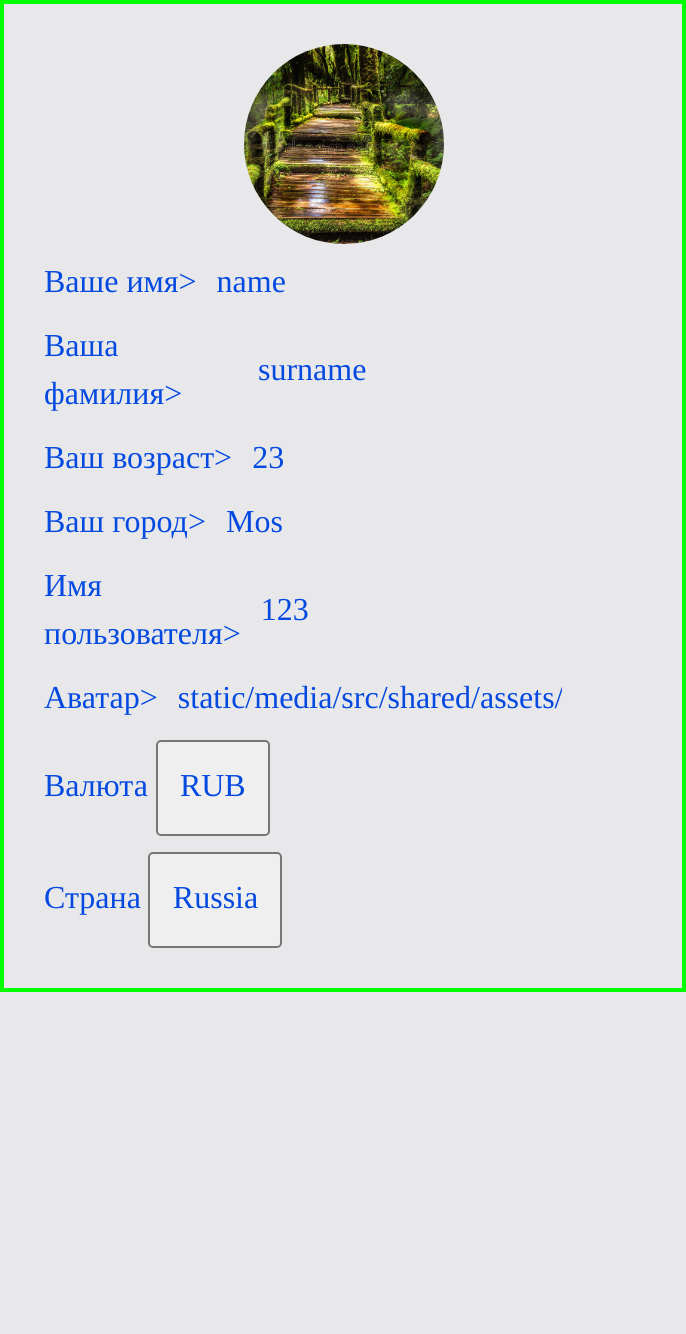 Ваше имя> name
Ваша
фамилия> surname
Ваш возраст> 23
Ваш город> Mos
Имя
пользователя> 123
Аватар> static/media/src/shared/assets/
Валюта RUB
Страна Russia